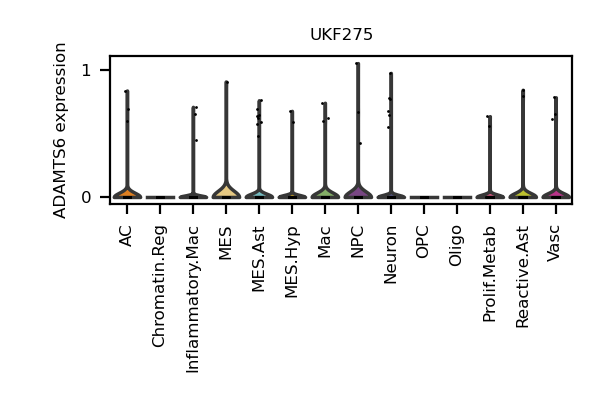 UKF275
ADAMTS6 expression
1
0
AC
Chromatin.Reg
Inflammatory.Mac
MES
MES.Ast
MES.Hyp
Mac
NPC
Neuron
OPC
Oligo
Prolif.Metab
Reactive.Ast
Vasc